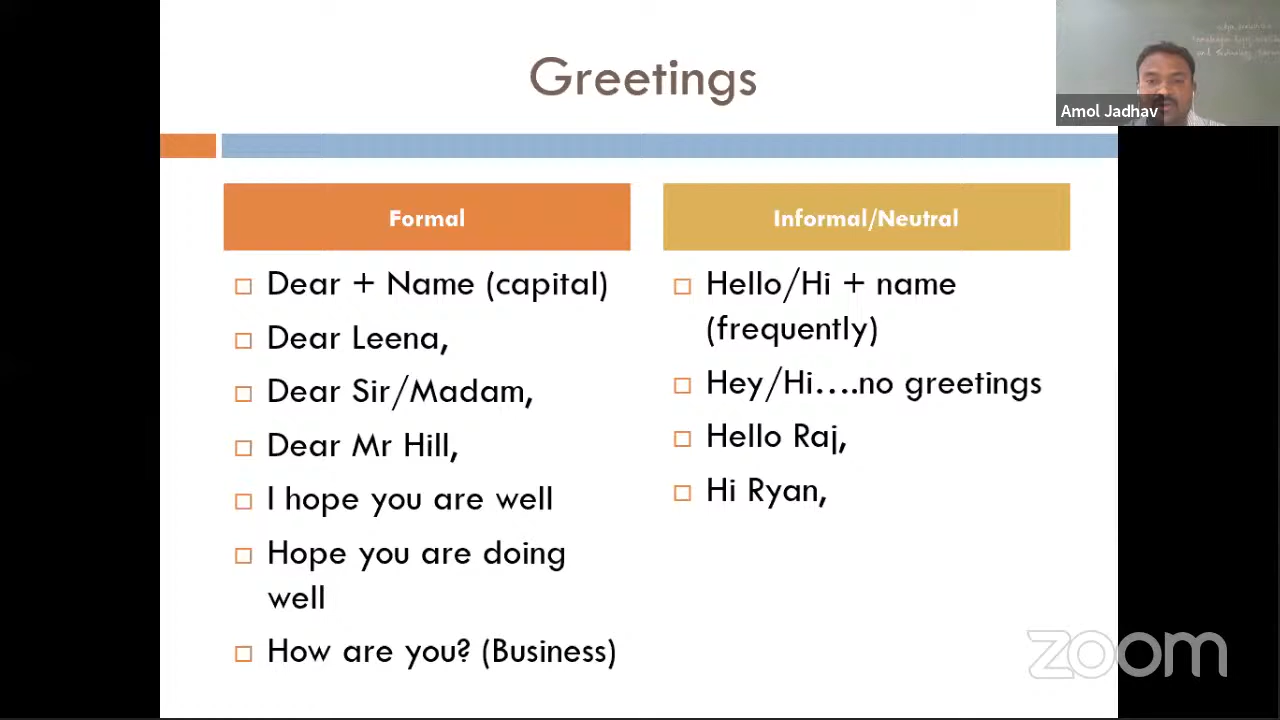 Greetings
Amol Jadhav
Formal
Informal/Neutral
Dear + Name (capital)
Dear Leena,
Dear Sir/Madam,
Dear Mr Hill,
I hope you are well
Hope you are doing
well
How are you? (Business)
Hello/Hi + name
(frequently)
Hey/Hi….no greetings
Hello Raj,
Hi Ryan,
zoom